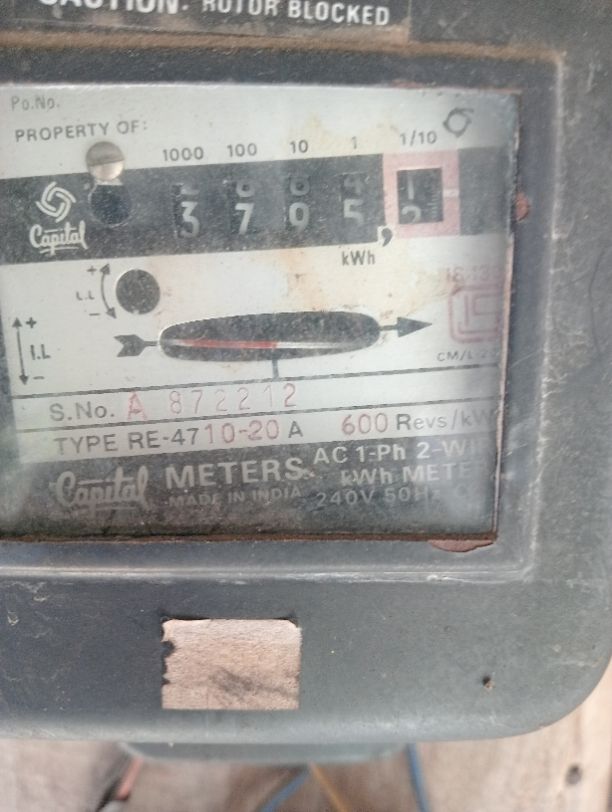 CAUTION: ROTOR BLOCKED
Po.No.
PROPERTY OF:
1000 100 10 1 1/10
Capital
3 7 9 5 ,
kWh
+
L.L
−
+
I.L
−
CM/L
S.No. A 872212
TYPE RE-4710-20 A 600 Revs/kW
Capital METERS AC 1-Ph 2-WI
MADE IN INDIA kWh METE
240V 50Hz